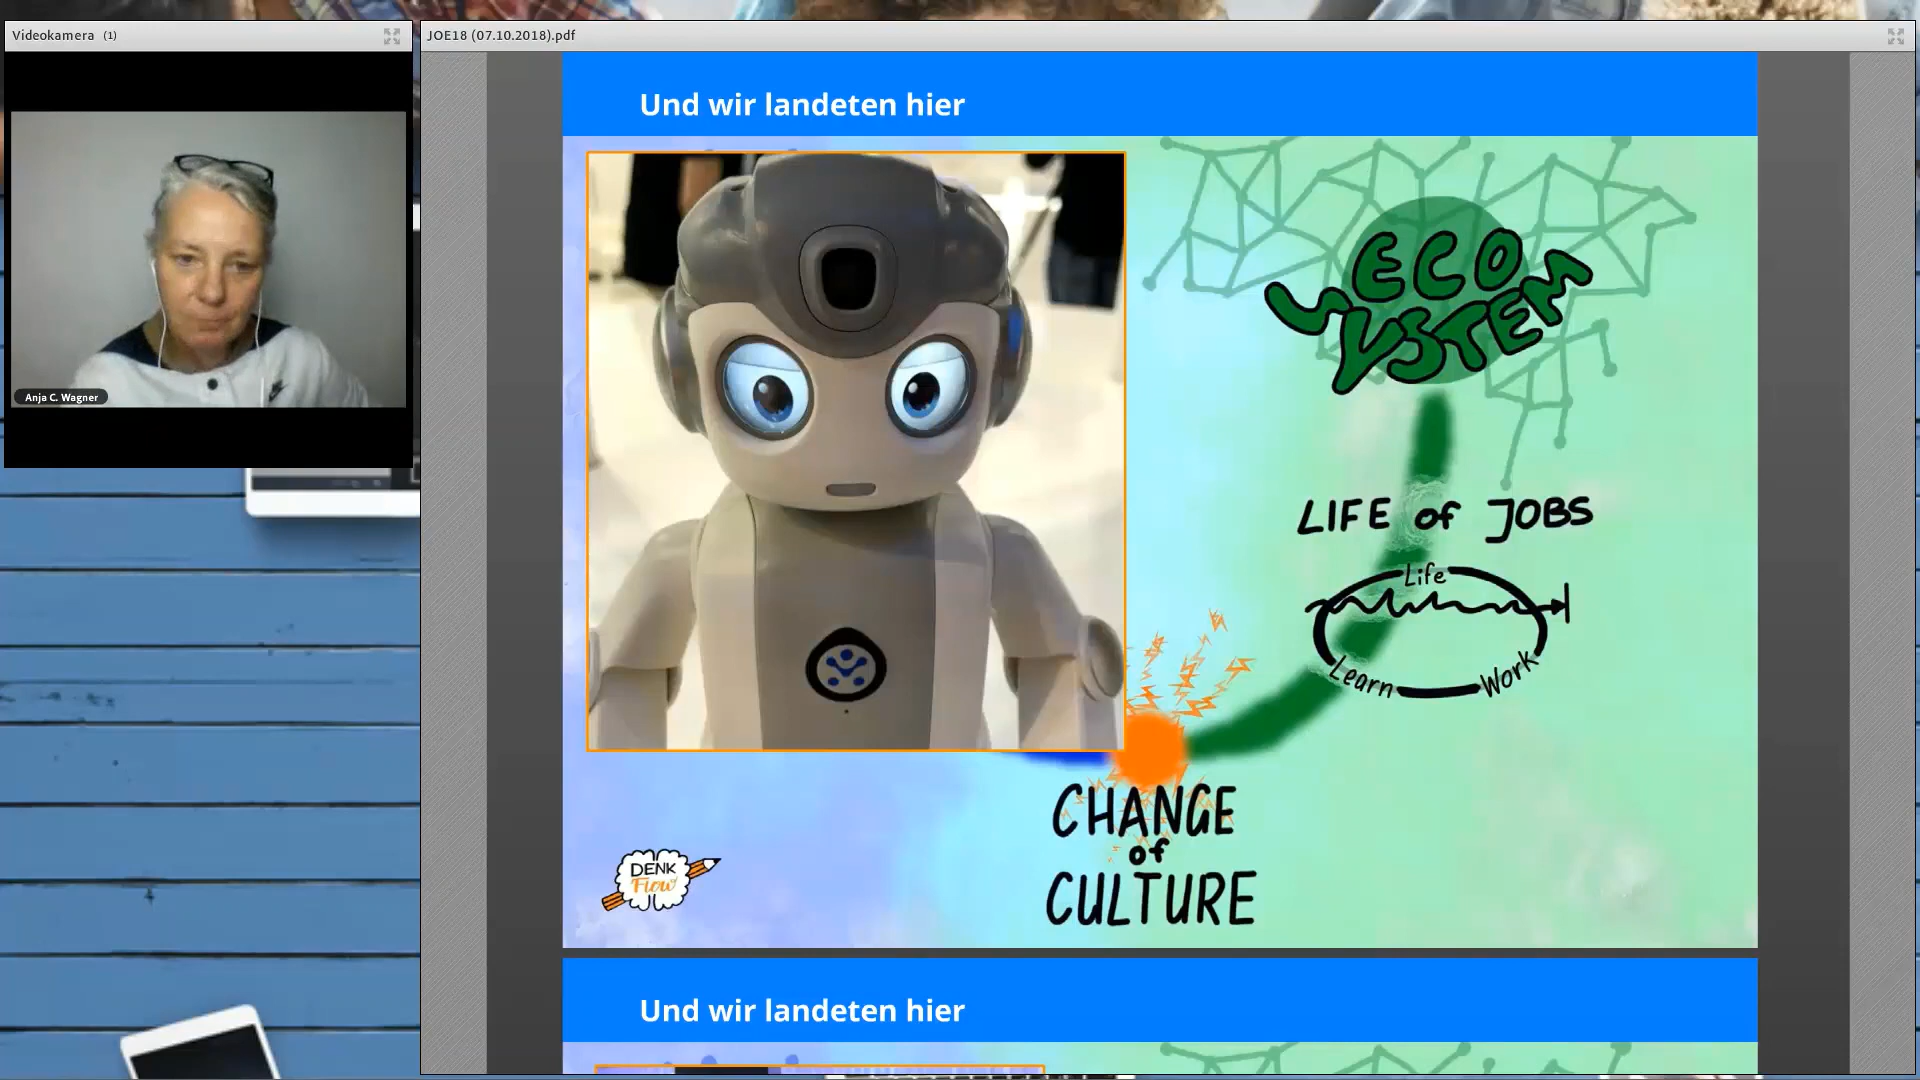 Videokamera (1)
JOE18 (07.10.2018).pdf
Und wir landeten hier
ECO
SYSTEM
LIFE of JOBS
Life
Learn
Work
CHANGE
of
CULTURE
DENK
Flow
Anja C. Wagner
Und wir landeten hier